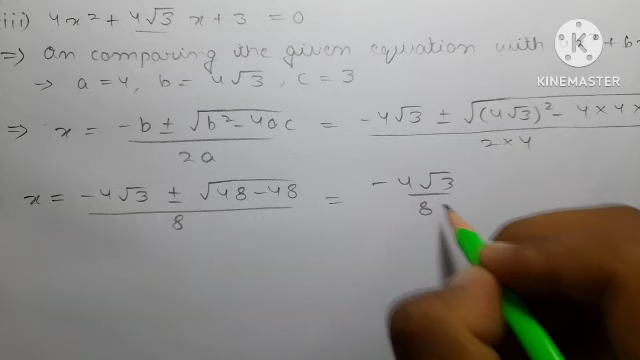 iii) 4x² + 4√3 x + 3 = 0
=> on comparing the given equation with
→ a = 4, b = 4√3, c = 3
KINEMASTER
=> x = -b ± √b² - 4ac / 2a = -4√3 ± √(4√3)² - 4×4× / 2×4
x = -4√3 ± √48-48 / 8 = -4√3 / 8